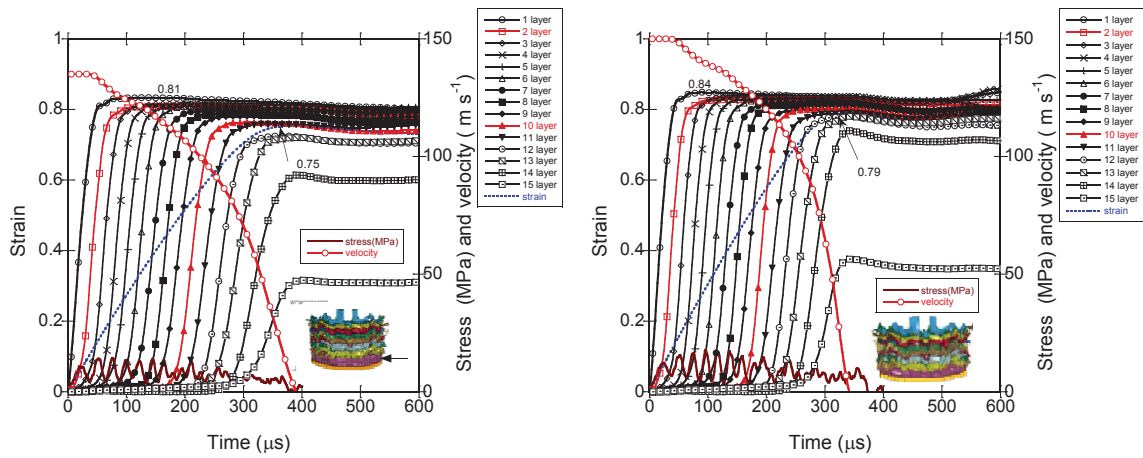 1 layer
2 layer
3 layer
4 layer
5 layer
6 layer
7 layer
8 layer
9 layer
10 layer
11 layer
12 layer
13 layer
14 layer
15 layer
strain
1
0.8
0.6
0.4
0.2
0
Strain
0.81
0.75
stress(MPa)
velocity
150
100
50
0
Stress (MPa) and velocity ( m s-1)
0 100 200 300 400 500 600
Time (μs)
1 layer
2 layer
3 layer
4 layer
5 layer
6 layer
7 layer
8 layer
9 layer
10 layer
11 layer
12 layer
13 layer
14 layer
15 layer
strain
1
0.8
0.6
0.4
0.2
0
Strain
0.84
0.79
stress(MPa)
velocity
150
100
50
0
Stress (MPa) and velocity ( m s-1)
0 100 200 300 400 500 600
Time (μs)